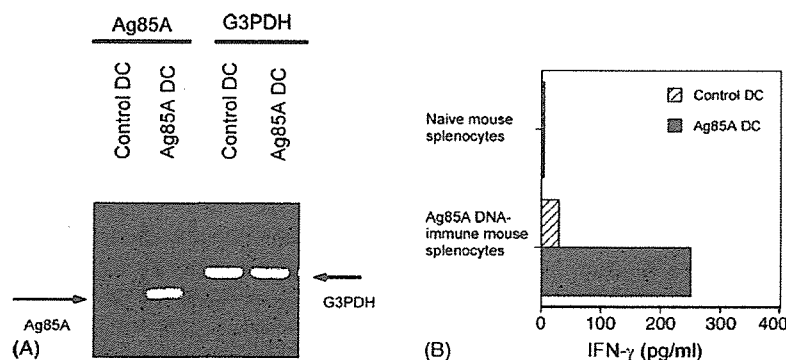 Ag85A G3PDH
Control DC
Ag85A DC
Control DC
Ag85A DC
Ag85A
G3PDH
(A)
Control DC
Ag85A DC
Naive mouse
splenocytes
Ag85A DNA-
immune mouse
splenocytes
0 100 200 300 400
IFN-γ (pg/ml)
(B)